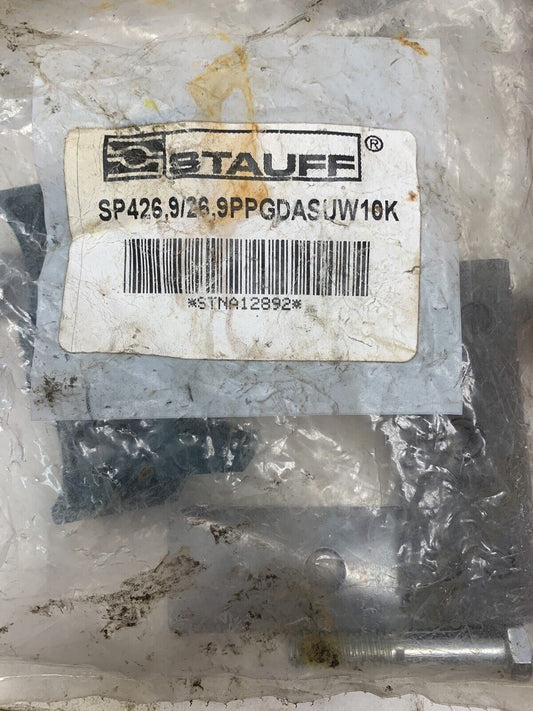 STAUFF ®
SP426,9/26,9PPGDASUW10K
*STNA12892*